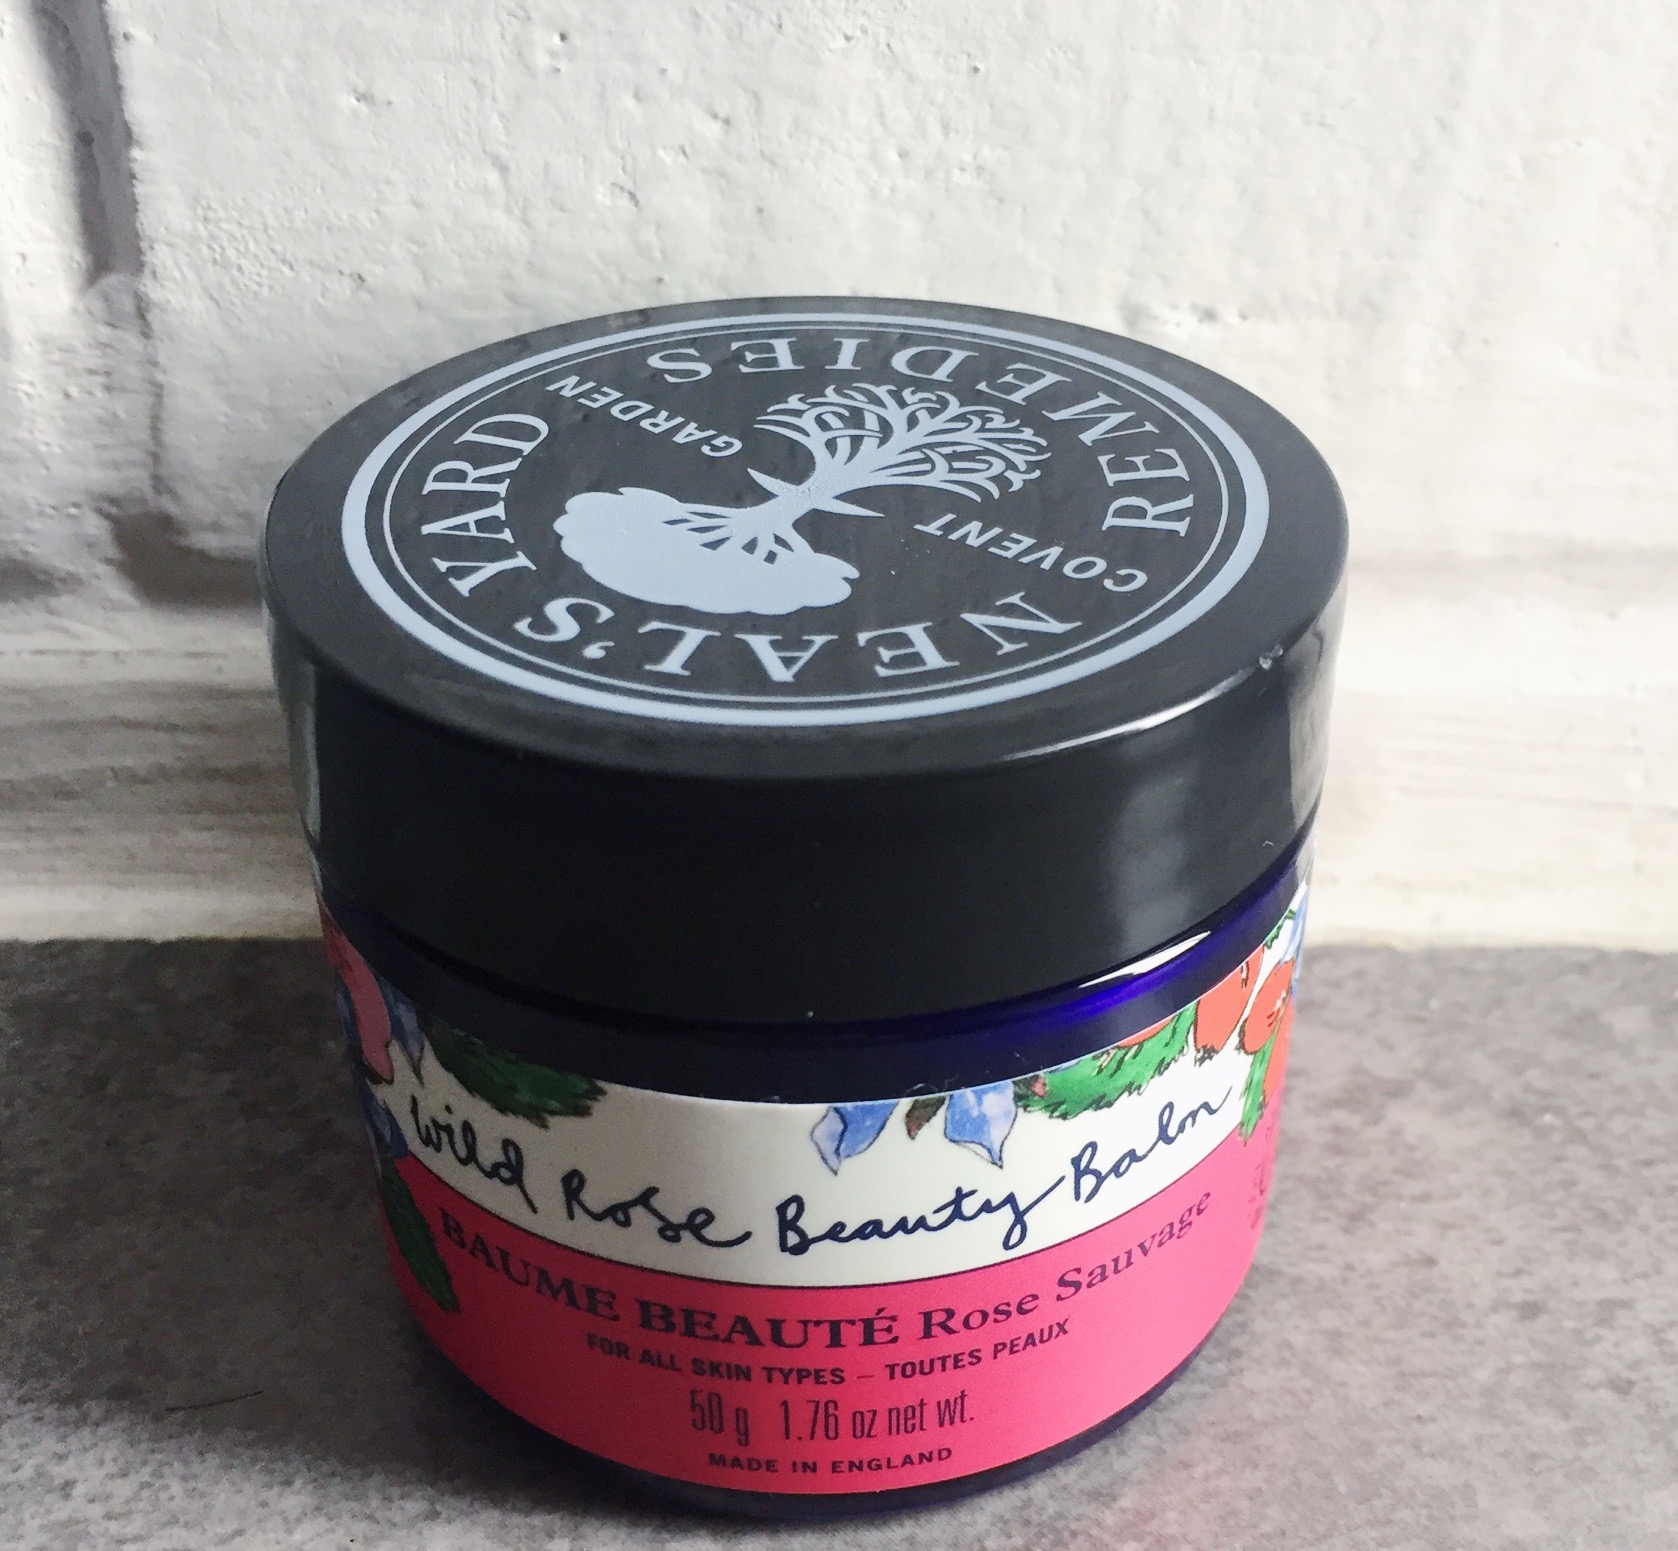 NEAL'S YARD REMEDIES
COVENT GARDEN
Wild Rose Beauty Balm
BAUME BEAUTÉ Rose Sauvage
FOR ALL SKIN TYPES – TOUTES PEAUX
50 g 1.76 oz net wt.
MADE IN ENGLAND